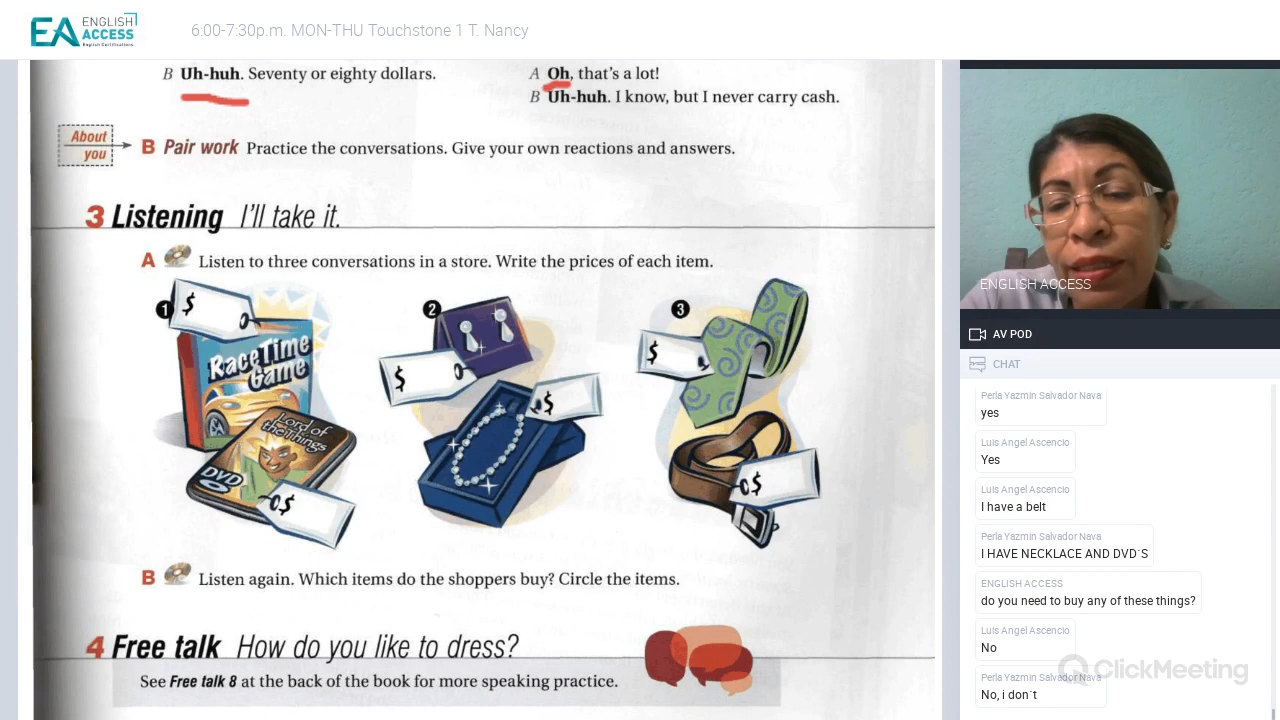 EA ENGLISH ACCESS
English Certifications
6:00-7:30p.m. MON-THU Touchstone 1 T. Nancy
B Uh-huh. Seventy or eighty dollars.
A Oh, that's a lot!
B Uh-huh. I know, but I never carry cash.
About you
B Pair work Practice the conversations. Give your own reactions and answers.
3 Listening I'll take it.
A Listen to three conversations in a store. Write the prices of each item.
1 $
RaceTime Game
Lord of the Things
DVD
$
2
$
$
3
$
$
B Listen again. Which items do the shoppers buy? Circle the items.
4 Free talk How do you like to dress?
See Free talk 8 at the back of the book for more speaking practice.
ENGLISH ACCESS
AV POD
CHAT
Perla Yazmin Salvador Nava
yes
Luis Angel Ascencio
Yes
Luis Angel Ascencio
I have a belt
Perla Yazmin Salvador Nava
I HAVE NECKLACE AND DVD´S
ENGLISH ACCESS
do you need to buy any of these things?
Luis Angel Ascencio
No
Perla Yazmin Salvador Nava
No, i don´t
ClickMeeting